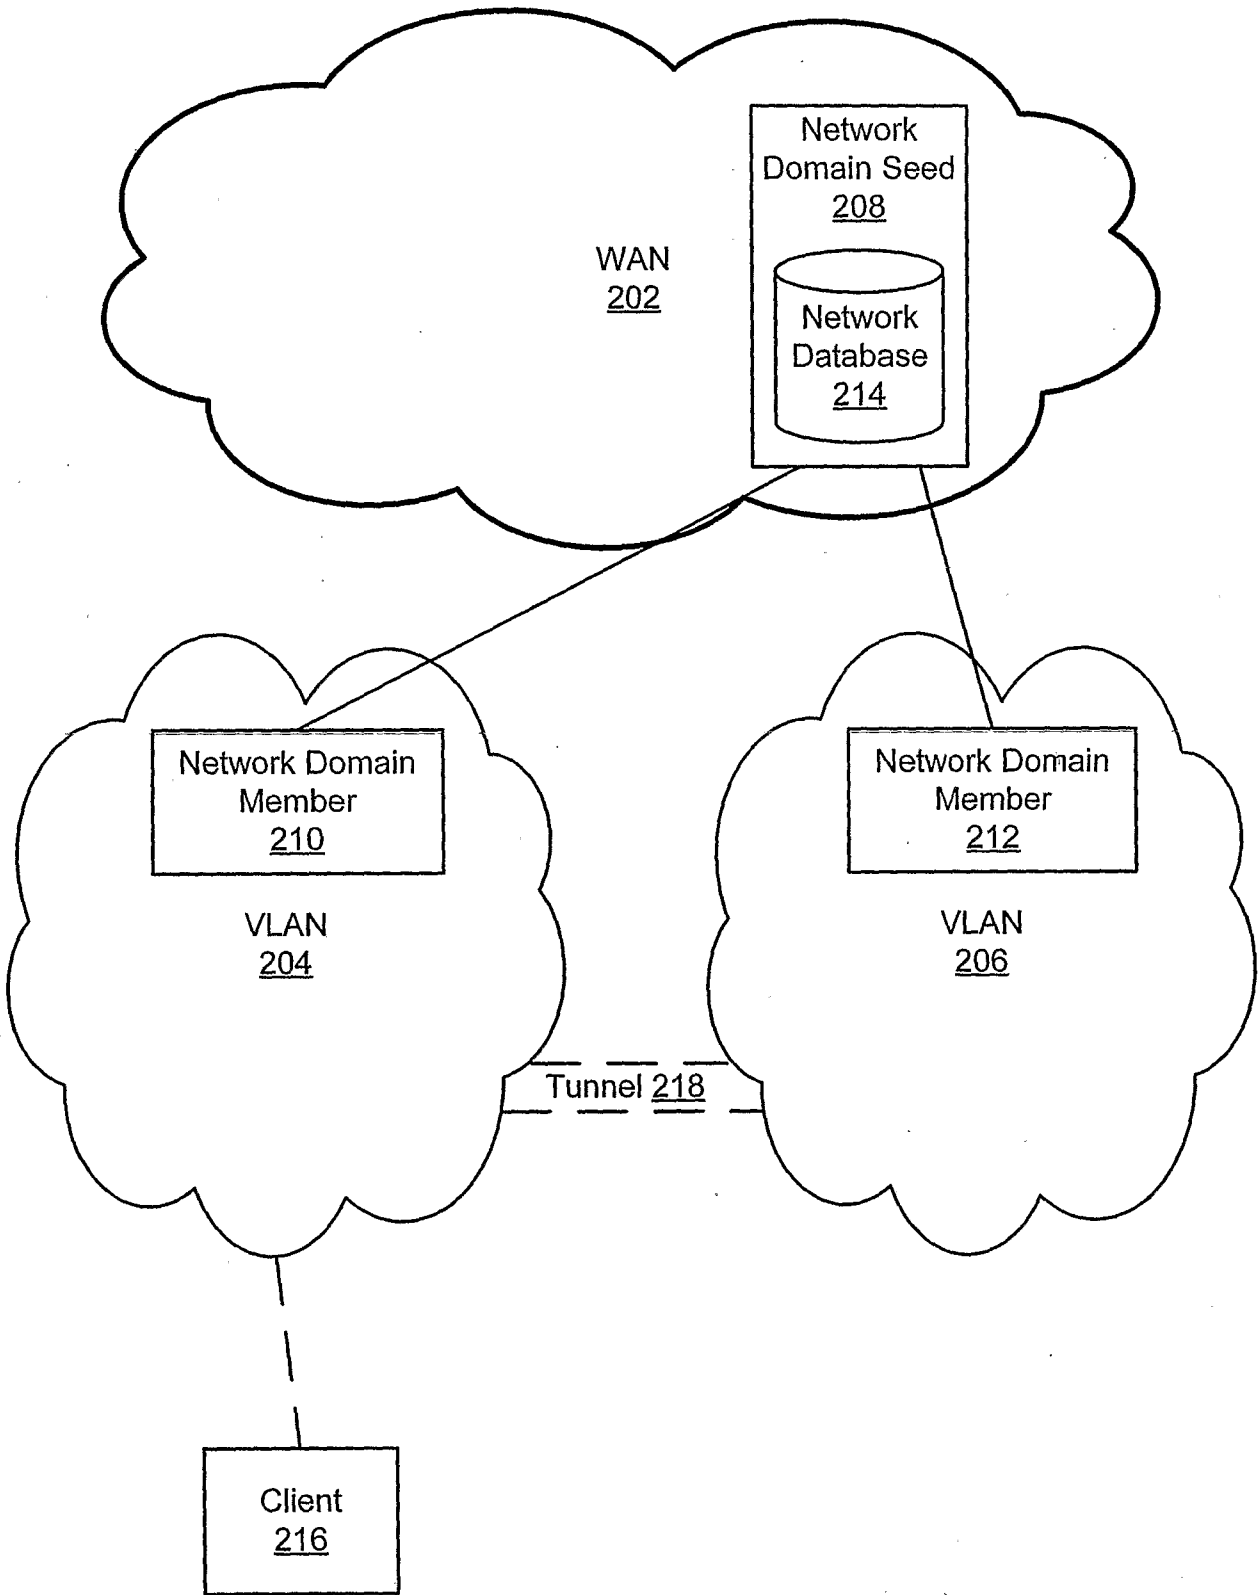 Network
Domain Seed
208
WAN
202
Network
Database
214
Network Domain
Member
210
Network Domain
Member
212
VLAN
204
VLAN
206
Tunnel 218
Client
216